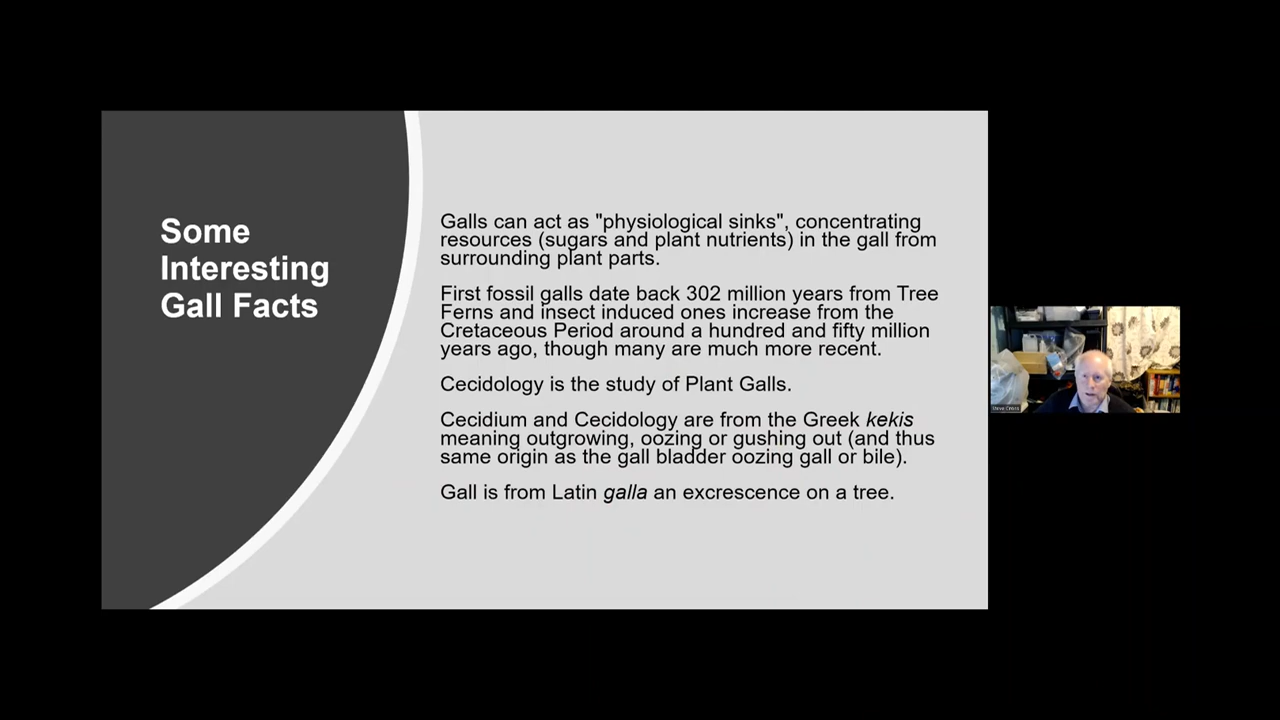 Some
Interesting
Gall Facts
Galls can act as "physiological sinks", concentrating
resources (sugars and plant nutrients) in the gall from
surrounding plant parts.
First fossil galls date back 302 million years from Tree
Ferns and insect induced ones increase from the
Cretaceous Period around a hundred and fifty million
years ago, though many are much more recent.
Cecidology is the study of Plant Galls.
Cecidium and Cecidology are from the Greek kekis
meaning outgrowing, oozing or gushing out (and thus
same origin as the gall bladder oozing gall or bile).
Gall is from Latin galla an excrescence on a tree.